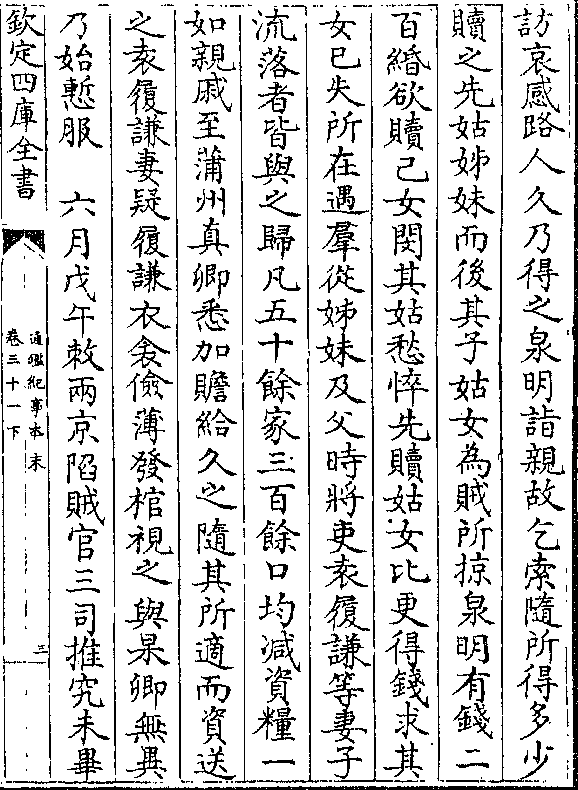 訪哀感路人久乃得之泉明詣親故乞索隨所得多少
贖之先姑姊妹而後其子姑女為賊所掠泉明有錢二
百緡欲贖己女閔其姑愁悴先贖姑女比更得錢求其
女已失所在遇羣從姊妹及父時將吏袁履謙等妻子
流落者皆與之歸凡五十餘家三百餘口均减資糧一
如親戚至蒲州真卿悉加贍給久之隨其所適而資送
之袁履謙妻疑履謙衣衾儉薄發棺視之與杲卿無異
乃始慙服　六月戊午敕兩京陷賊官三司推究未畢
欽定四庫全書
通鑑紀事本末
卷三十一下
三